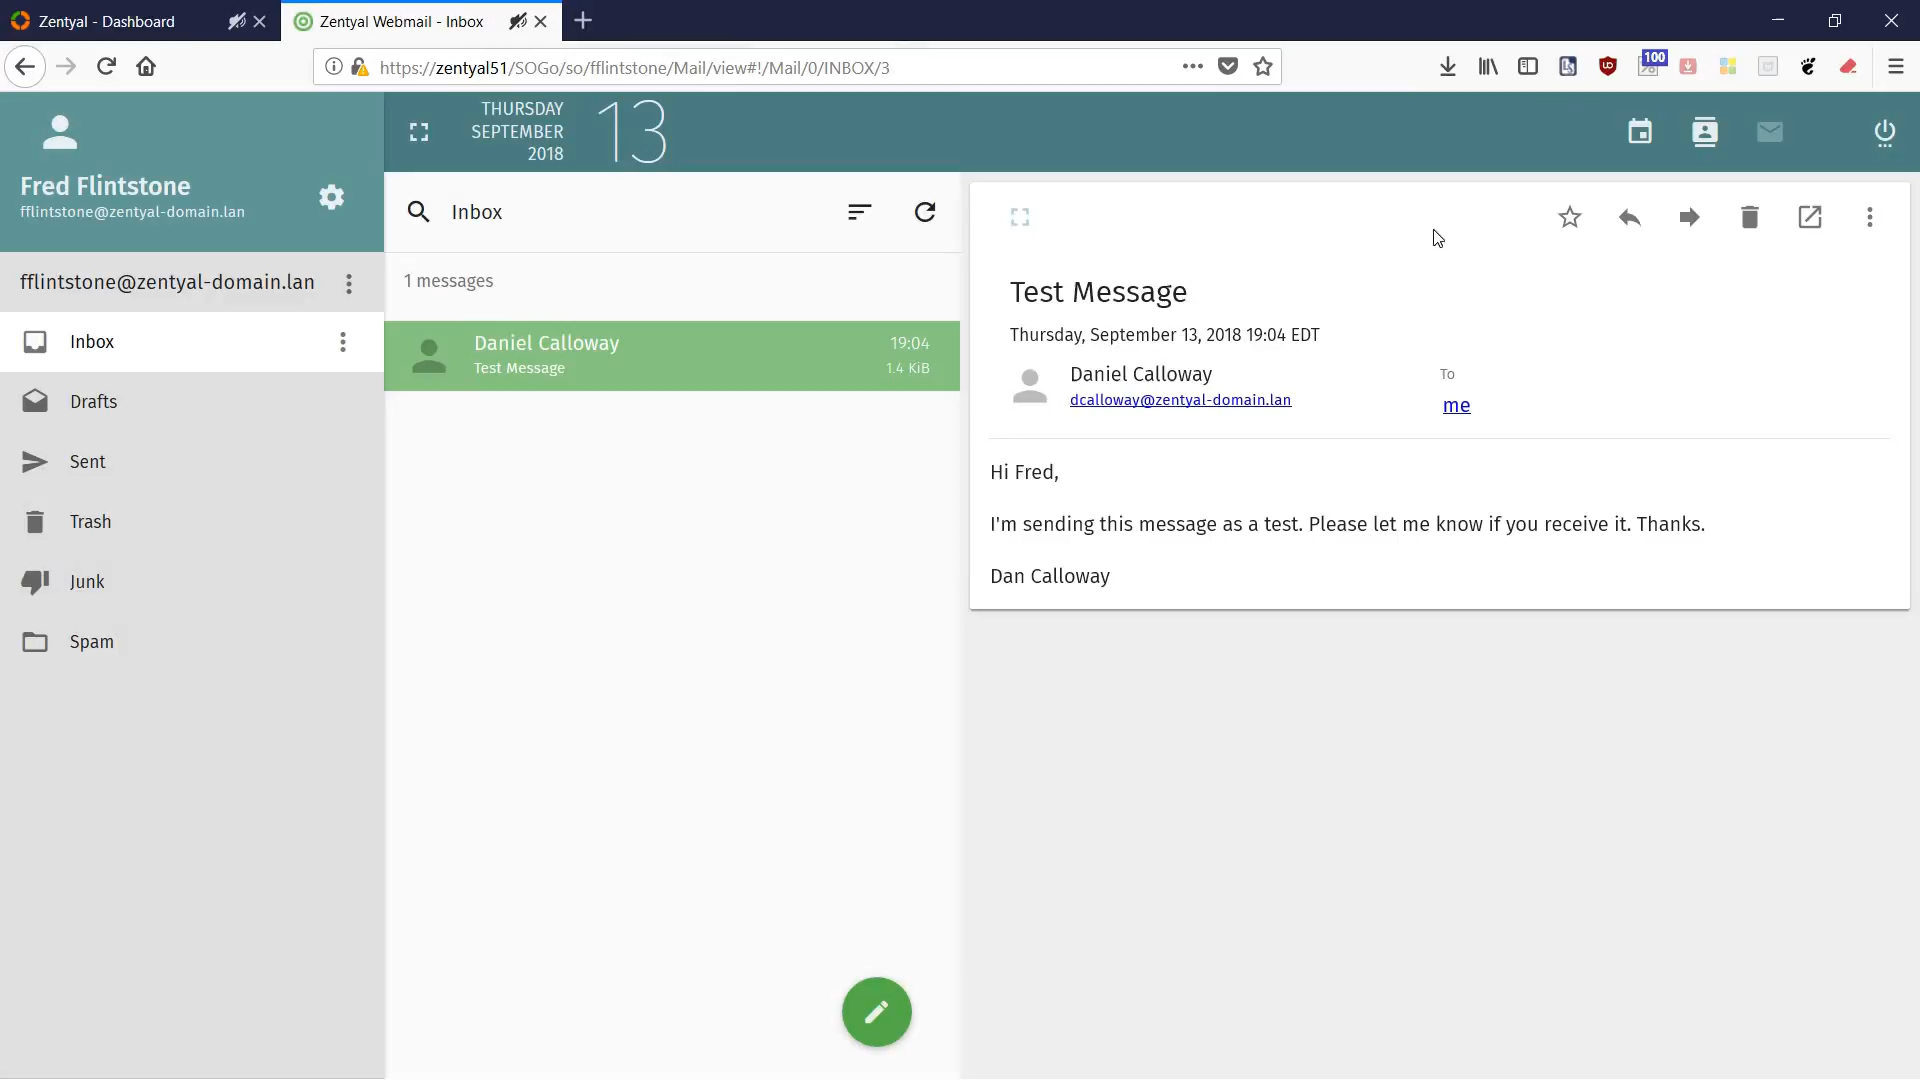 Zentyal - Dashboard
Zentyal Webmail - Inbox
https://zentyal51/SOGo/so/fflintstone/Mail/view#!/Mail/0/INBOX/3
100
Fred Flintstone
fflintstone@zentyal-domain.lan
THURSDAY
SEPTEMBER
2018
13
fflintstone@zentyal-domain.lan
Inbox
Drafts
Sent
Trash
Junk
Spam
Inbox
1 messages
Daniel Calloway
19:04
Test Message
1.4 KiB
Test Message
Thursday, September 13, 2018 19:04 EDT
Daniel Calloway
dcalloway@zentyal-domain.lan
To
me
Hi Fred,
I'm sending this message as a test. Please let me know if you receive it. Thanks.
Dan Calloway